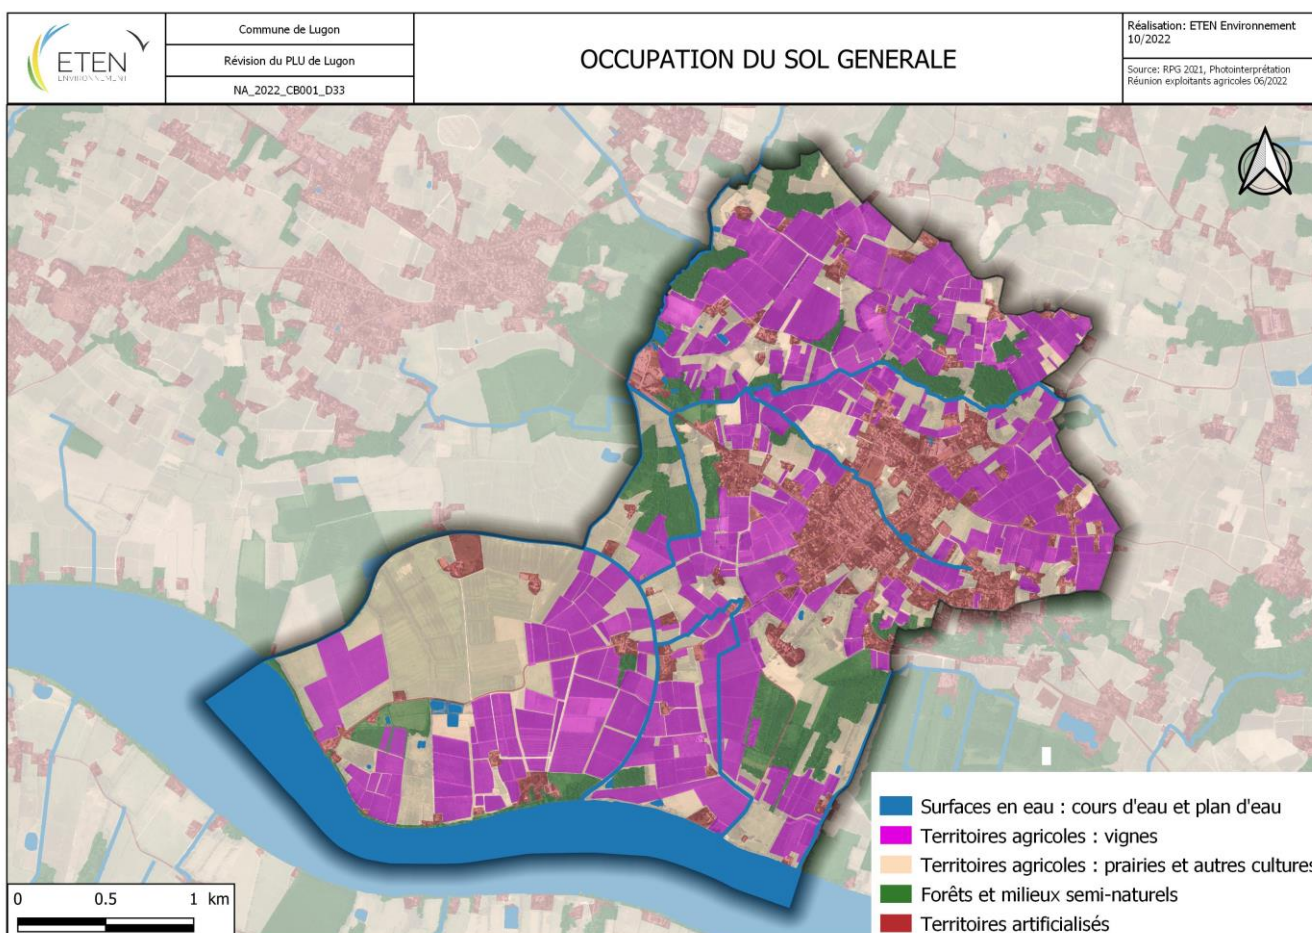 ETEN
ENVIRONNEMENT
Commune de Lugon
Révision du PLU de Lugon
NA_2022_CB001_D33
OCCUPATION DU SOL GENERALE
Réalisation: ETEN Environnement
10/2022
Source: RPG 2021, Photointerprétation
Réunion exploitants agricoles 06/2022
Surfaces en eau : cours d'eau et plan d'eau
Territoires agricoles : vignes
Territoires agricoles : prairies et autres cultures
Forêts et milieux semi-naturels
Territoires artificialisés
0 0.5 1 km